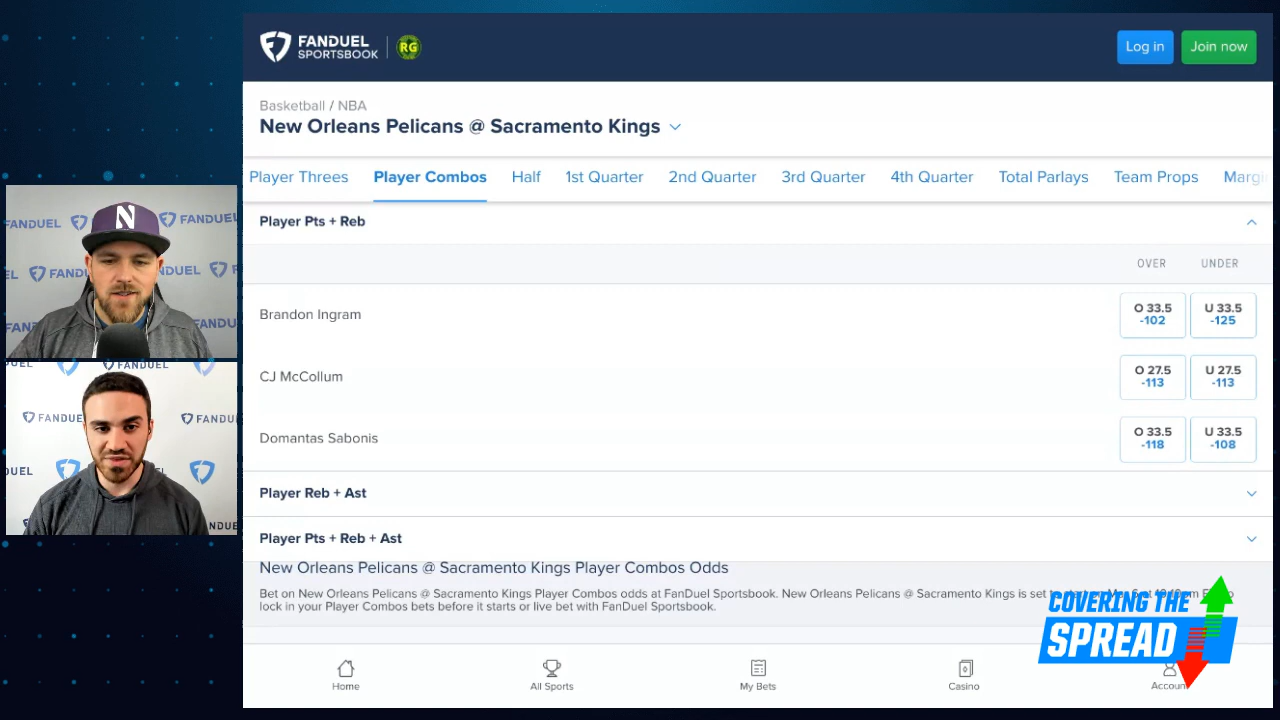 FANDUEL
SPORTSBOOK
RG
Log in
Join now
Basketball / NBA
New Orleans Pelicans @ Sacramento Kings
Player Threes
Player Combos
Half
1st Quarter
2nd Quarter
3rd Quarter
4th Quarter
Total Parlays
Team Props
Margi
Player Pts + Reb
OVER
UNDER
Brandon Ingram
O 33.5
-102
U 33.5
-125
CJ McCollum
O 27.5
-113
U 27.5
-113
Domantas Sabonis
O 33.5
-118
U 33.5
-108
Player Reb + Ast
Player Pts + Reb + Ast
New Orleans Pelicans @ Sacramento Kings Player Combos Odds
Bet on New Orleans Pelicans @ Sacramento Kings Player Combos odds at FanDuel Sportsbook. New Orleans Pelicans @ Sacramento Kings is set
lock in your Player Combos bets before it starts or live bet with FanDuel Sportsbook.
COVERING THE
SPREAD
Home
All Sports
My Bets
Casino
Account
N
FANDUEL
FANDUEL
FANDUEL
FANDUEL